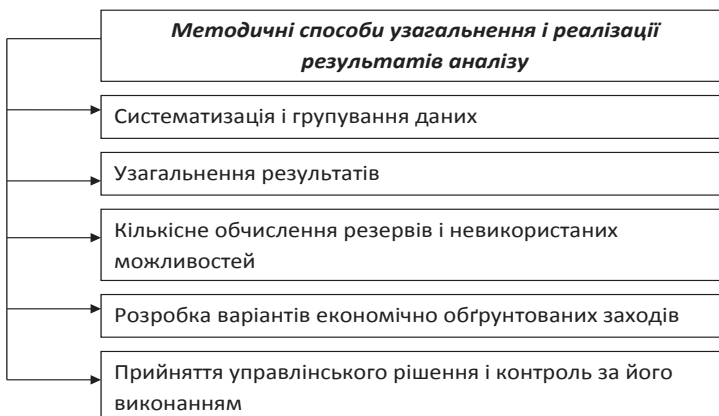 Методичні способи узагальнення і реалізації
результатів аналізу
Систематизація і групування даних
Узагальнення результатів
Кількісне обчислення резервів і невикористаних
можливостей
Розробка варіантів економічно обґрунтованих заходів
Прийняття управлінського рішення і контроль за його
виконанням